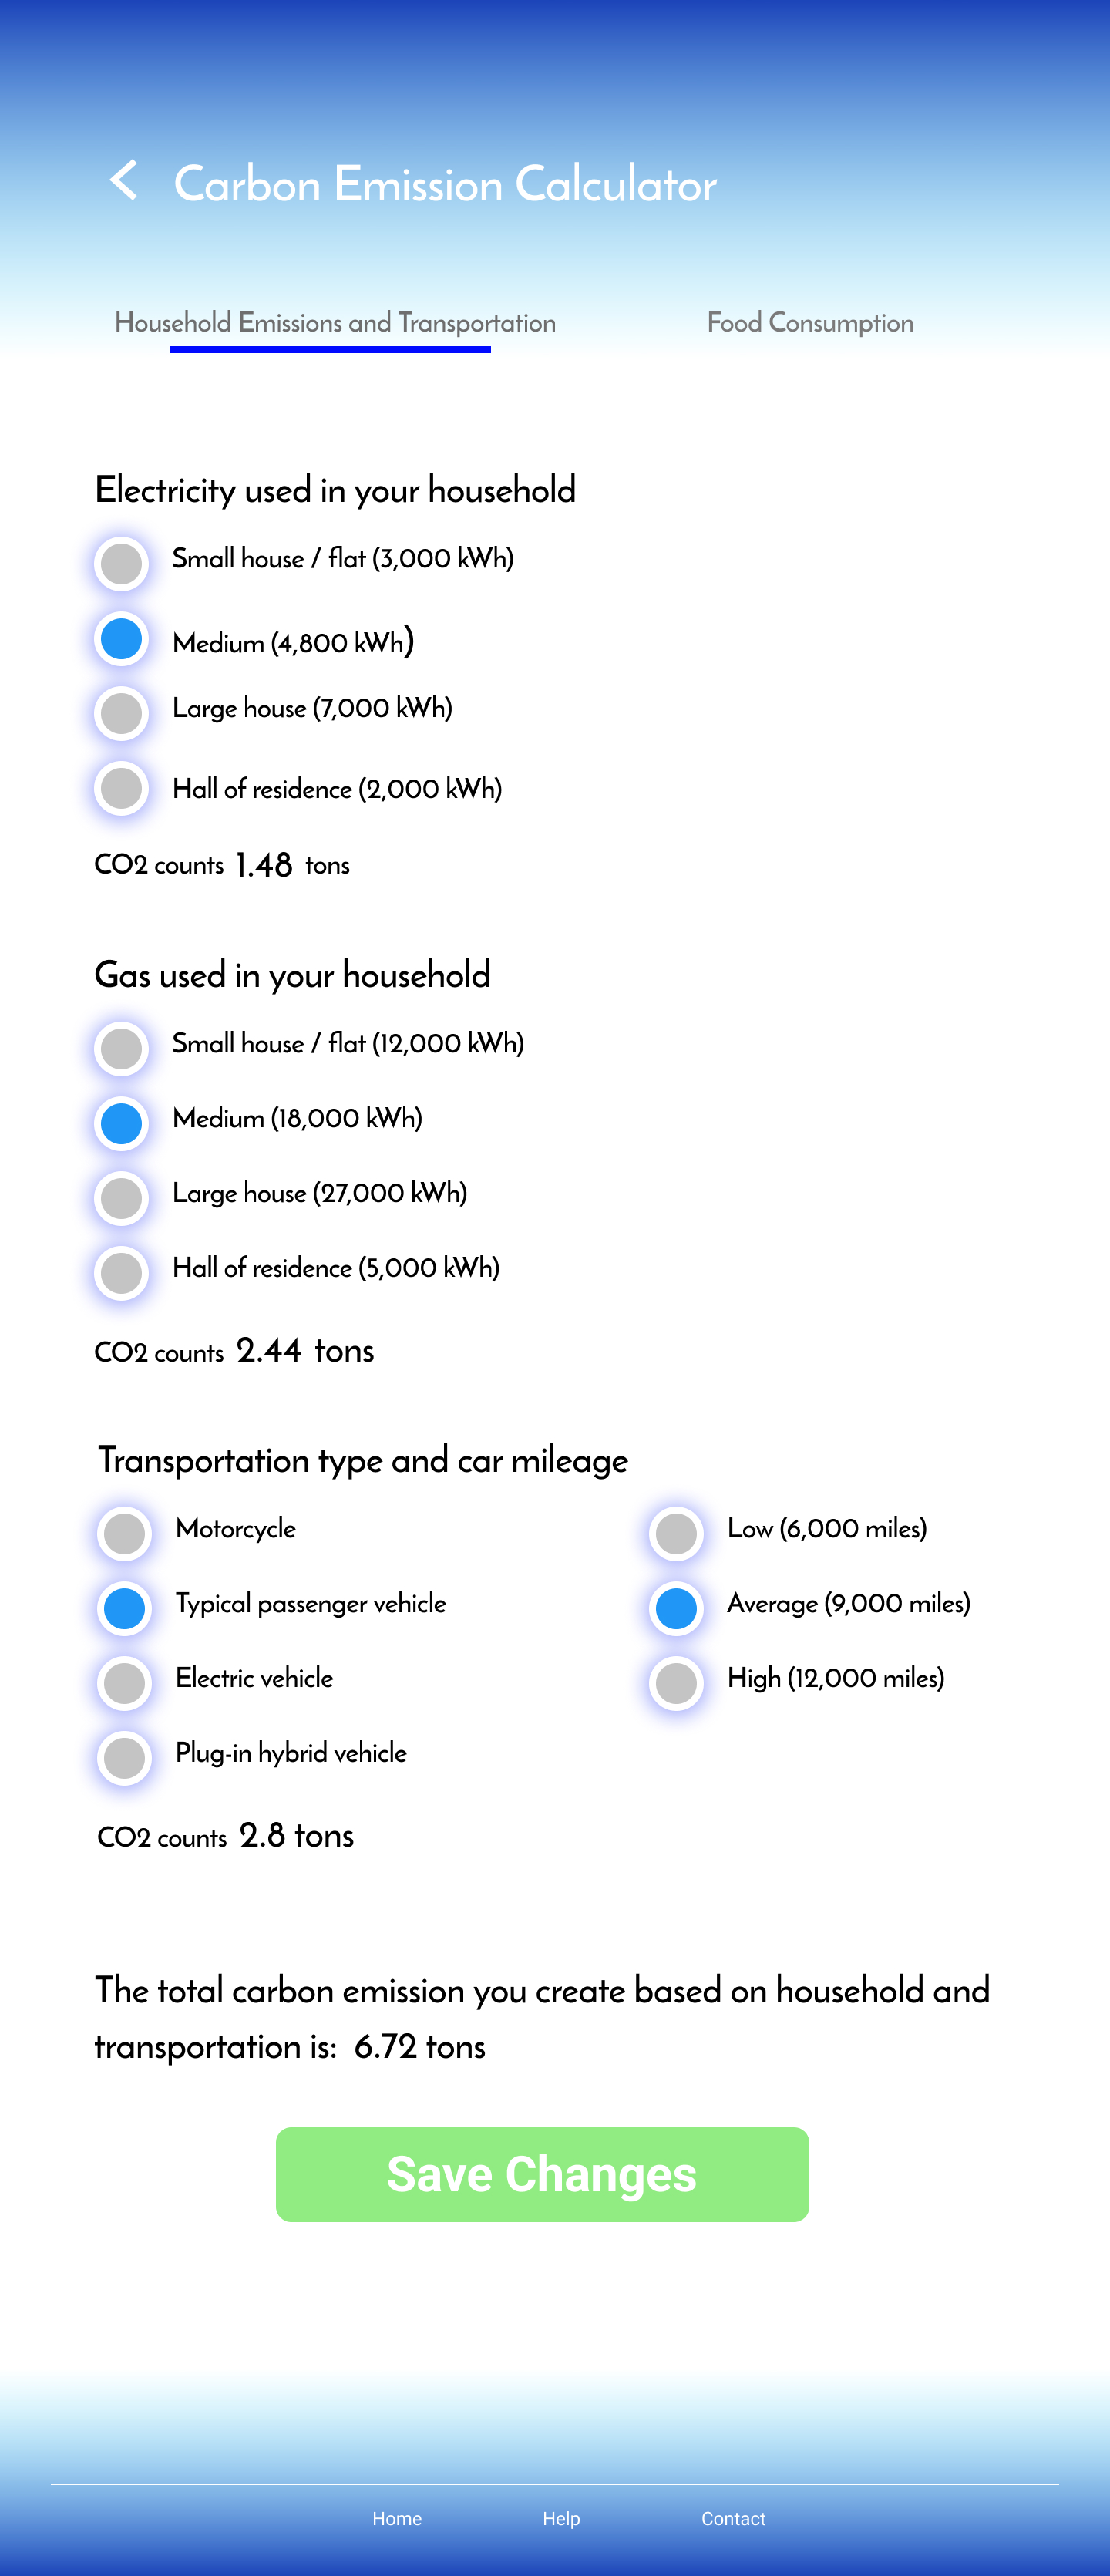 Carbon Emission Calculator
Household Emissions and Transportation
Food Consumption
Electricity used in your household
Small house / flat (3,000 kWh)
Medium (4,800 kWh)
Large house (7,000 kWh)
Hall of residence (2,000 kWh)
CO2 counts 1.48 tons
Gas used in your household
Small house / flat (12,000 kWh)
Medium (18,000 kWh)
Large house (27,000 kWh)
Hall of residence (5,000 kWh)
CO2 counts 2.44 tons
Transportation type and car mileage
Motorcycle
Typical passenger vehicle
Electric vehicle
Plug-in hybrid vehicle
Low (6,000 miles)
Average (9,000 miles)
High (12,000 miles)
CO2 counts 2.8 tons
The total carbon emission you create based on household and
transportation is: 6.72 tons
Save Changes
Home
Help
Contact